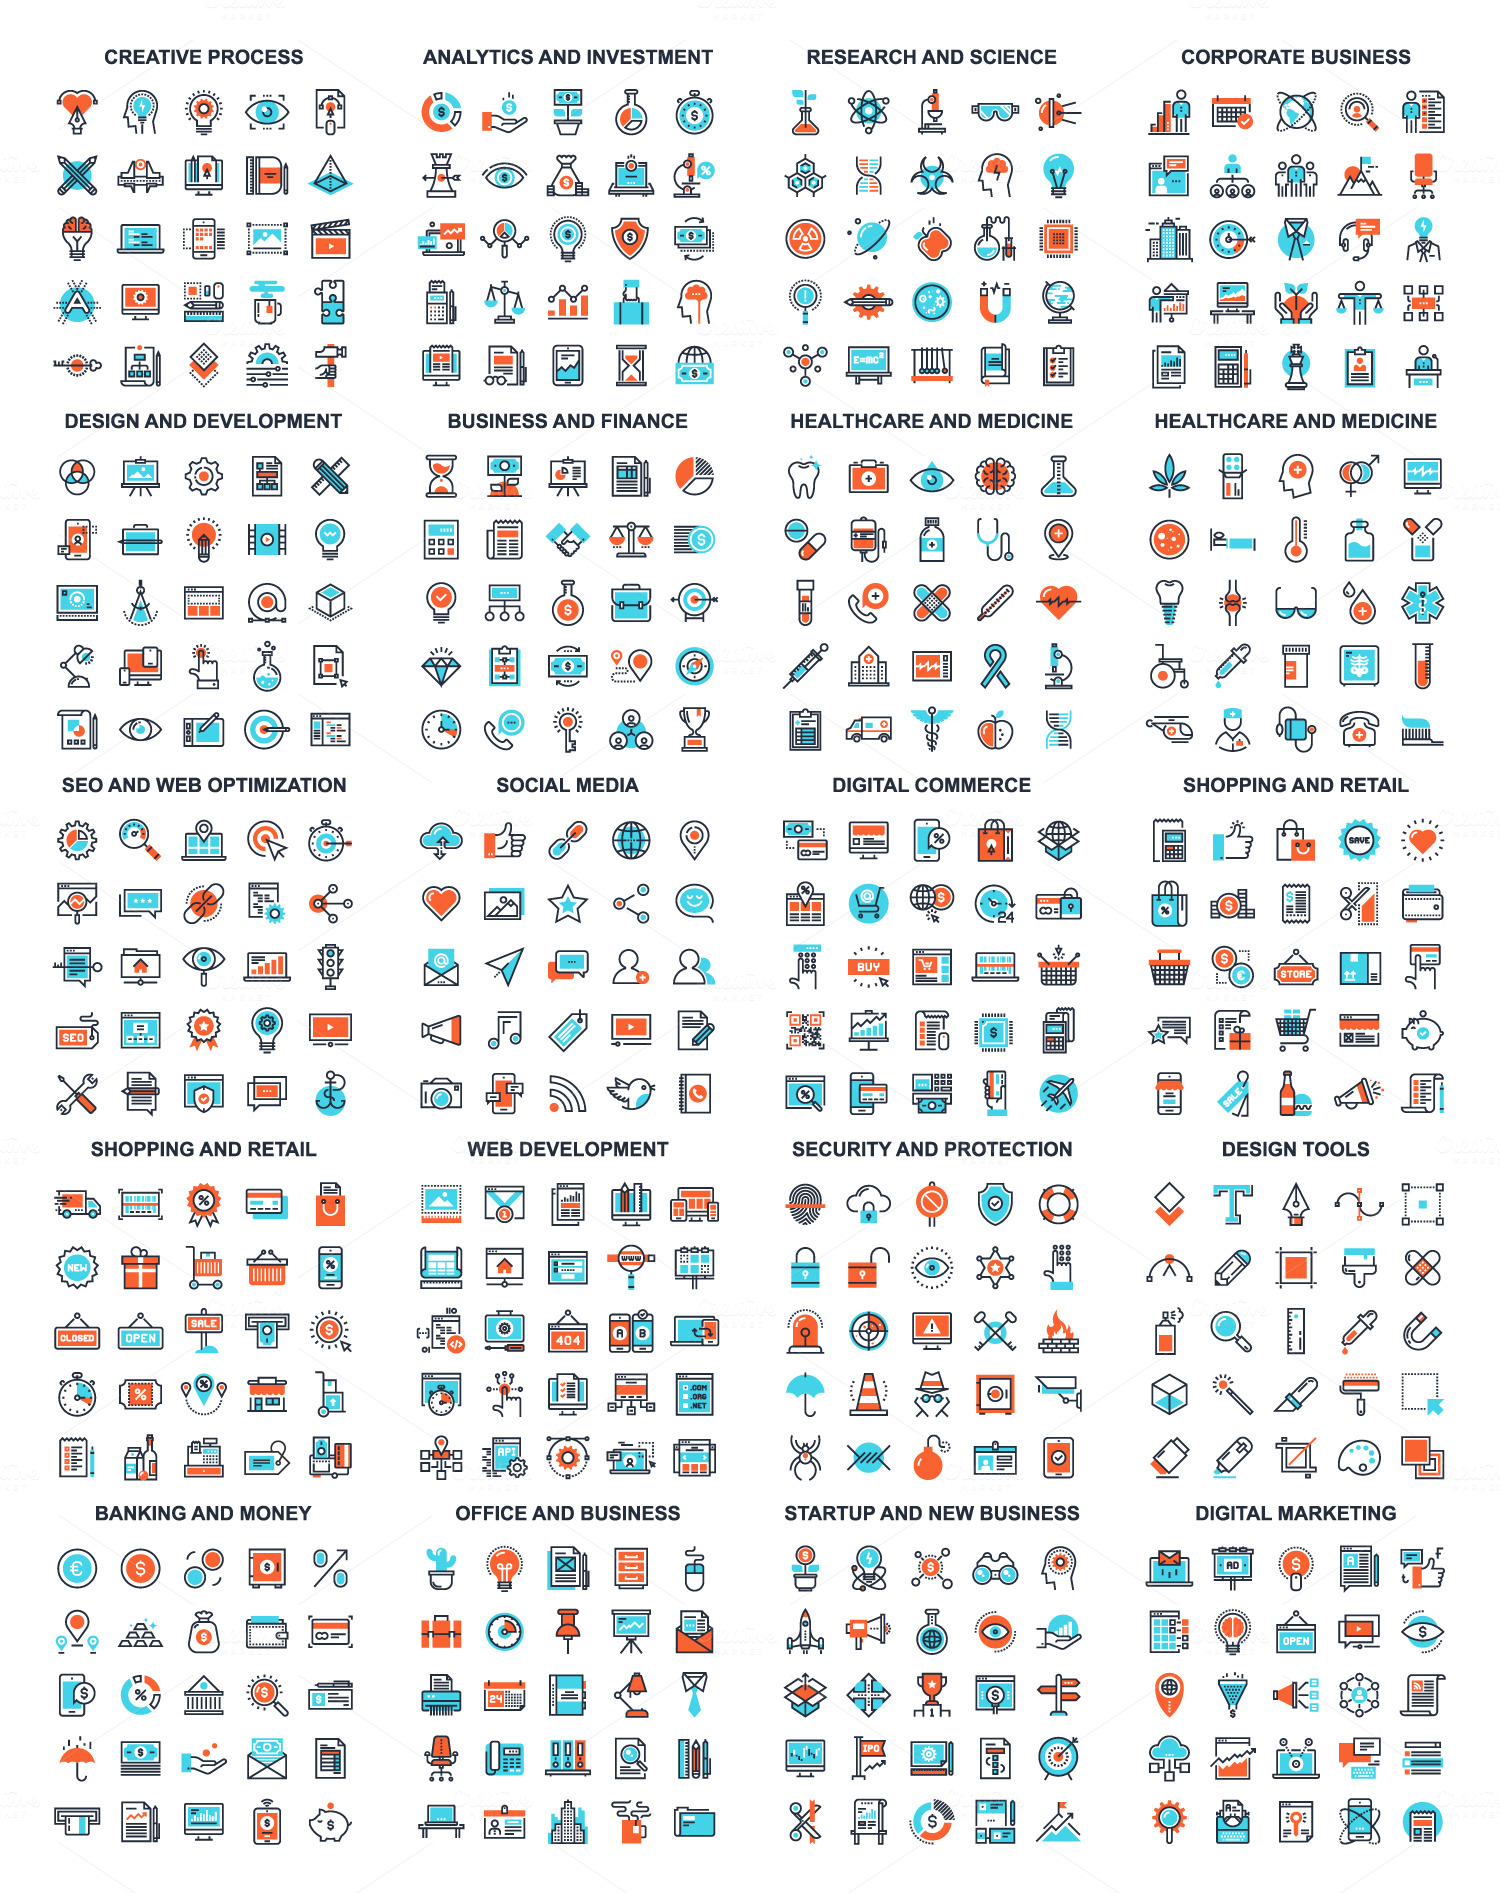 CREATIVE PROCESS
ANALYTICS AND INVESTMENT
RESEARCH AND SCIENCE
CORPORATE BUSINESS
E=mc²
DESIGN AND DEVELOPMENT
BUSINESS AND FINANCE
HEALTHCARE AND MEDICINE
HEALTHCARE AND MEDICINE
SEO AND WEB OPTIMIZATION
SOCIAL MEDIA
DIGITAL COMMERCE
SHOPPING AND RETAIL
SAVE
24
BUY
STORE
SEO
SALE
SHOPPING AND RETAIL
WEB DEVELOPMENT
SECURITY AND PROTECTION
DESIGN TOOLS
1
T
NEW
WWW
CLOSED
OPEN
SALE
404
A B
.COM
.ORG
.NET
API
BANKING AND MONEY
OFFICE AND BUSINESS
STARTUP AND NEW BUSINESS
DIGITAL MARKETING
AD
A
F
OPEN
24
1
IPO
A